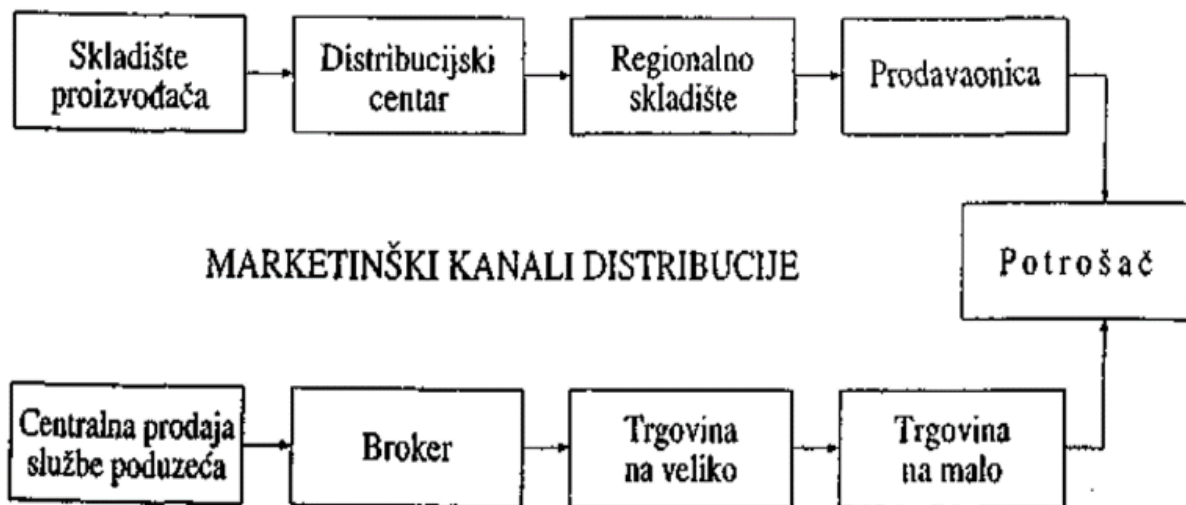 Skladište
proizvođača
Distribucijski
centar
Regionalno
skladište
Prodavaonica
MARKETINŠKI KANALI DISTRIBUCIJE
Potrošač
Centralna prodaja
službe poduzeća
Broker
Trgovina
na veliko
Trgovina
na malo